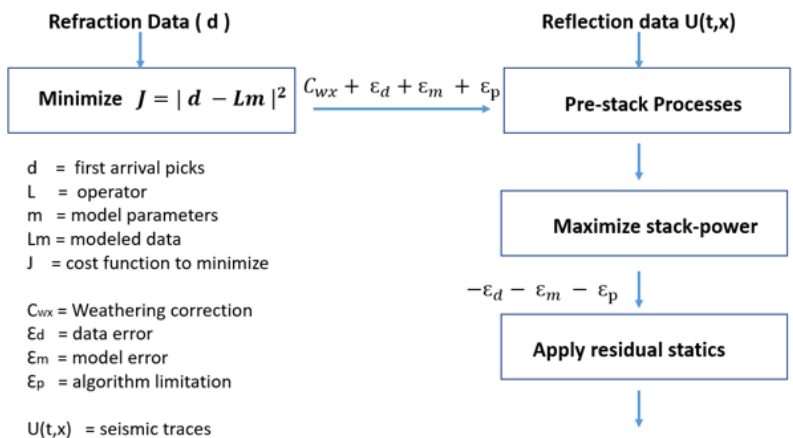 Refraction Data ( d )
Reflection data U(t,x)
Minimize J = | d − Lm |²
C_wx + ε_d + ε_m + ε_p
Pre-stack Processes
d = first arrival picks
L = operator
m = model parameters
Lm = modeled data
J = cost function to minimize
Maximize stack-power
−ε_d − ε_m − ε_p
Cwx = Weathering correction
Ɛd = data error
Ɛm = model error
Ɛp = algorithm limitation
Apply residual statics
U(t,x) = seismic traces